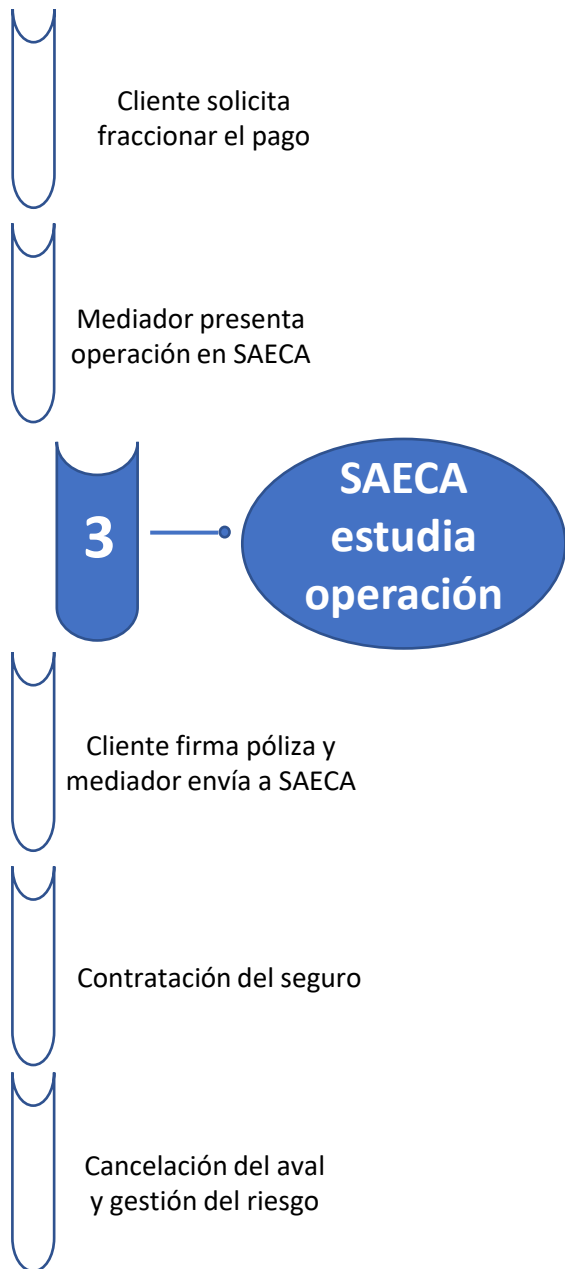 Cliente solicita
fraccionar el pago
Mediador presenta
operación en SAECA
3
SAECA
estudia
operación
Cliente firma póliza y
mediador envía a SAECA
Contratación del seguro
Cancelación del aval
y gestión del riesgo